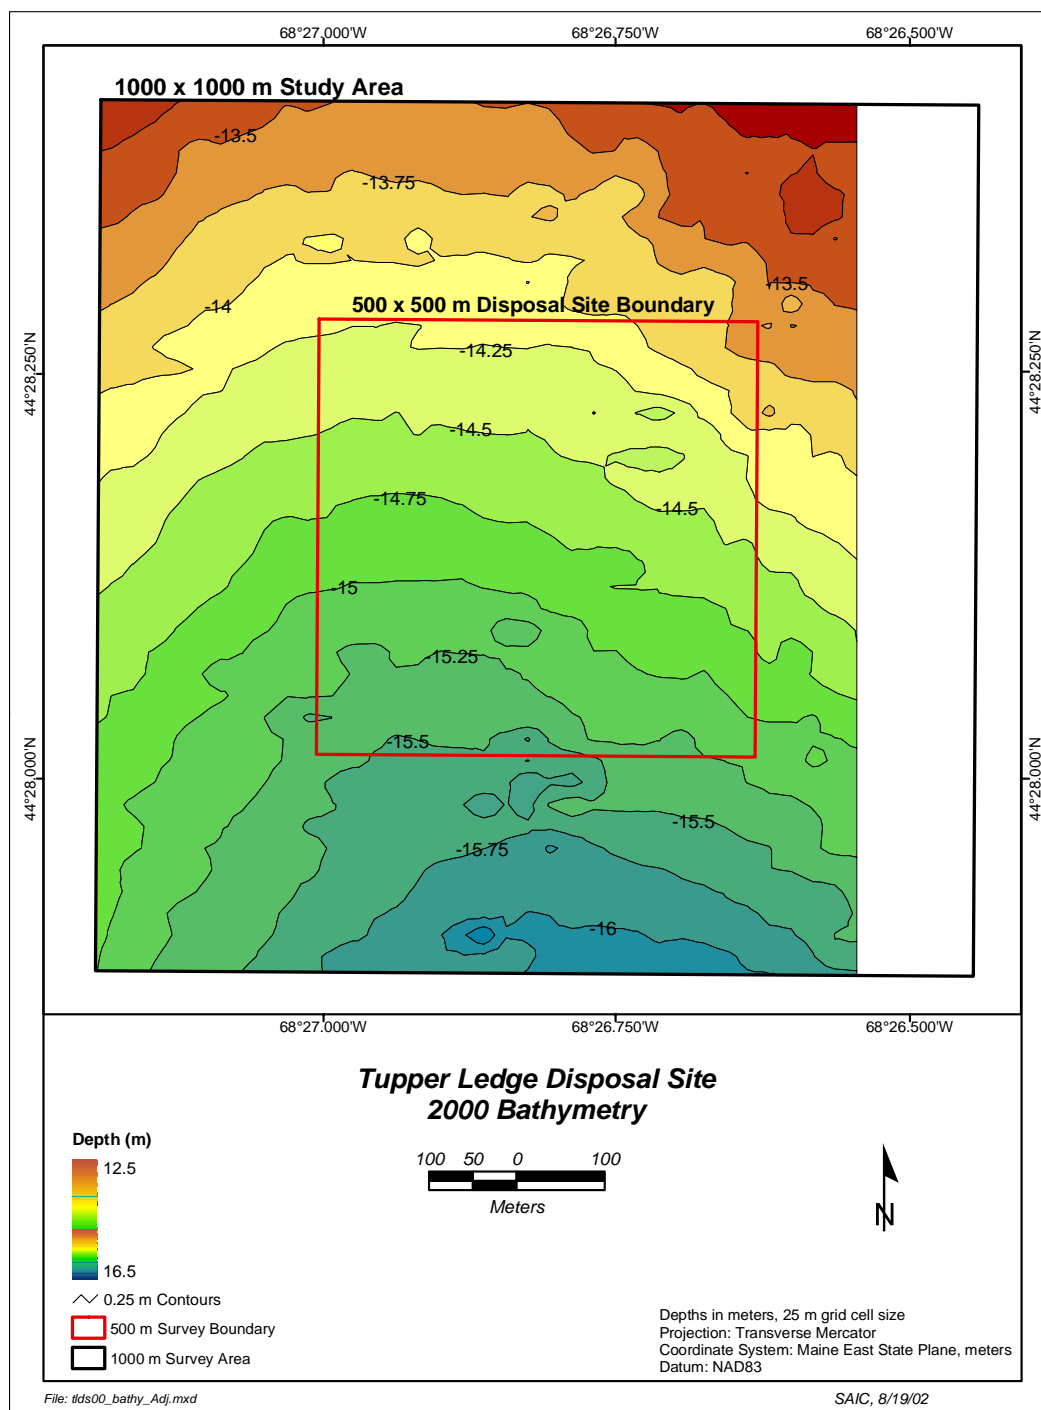 68°27.000'W
68°26.750'W
68°26.500'W
1000 x 1000 m Study Area
-13.5
-13.75
-13.5
-14
500 x 500 m Disposal Site Boundary
44°28.250'N
-14.25
44°28.250'N
-14.5
-14.75
-14.5
-15
-15.25
-15.5
44°28.000'N
44°28.000'N
-15.5
-15.75
-16
68°27.000'W
68°26.750'W
68°26.500'W
Tupper Ledge Disposal Site
2000 Bathymetry
Depth (m)
12.5
16.5
0.25 m Contours
500 m Survey Boundary
1000 m Survey Area
100 50 0 100
Meters
N
Depths in meters, 25 m grid cell size
Projection: Transverse Mercator
Coordinate System: Maine East State Plane, meters
Datum: NAD83
File: tlds00_bathy_Adj.mxd
SAIC, 8/19/02